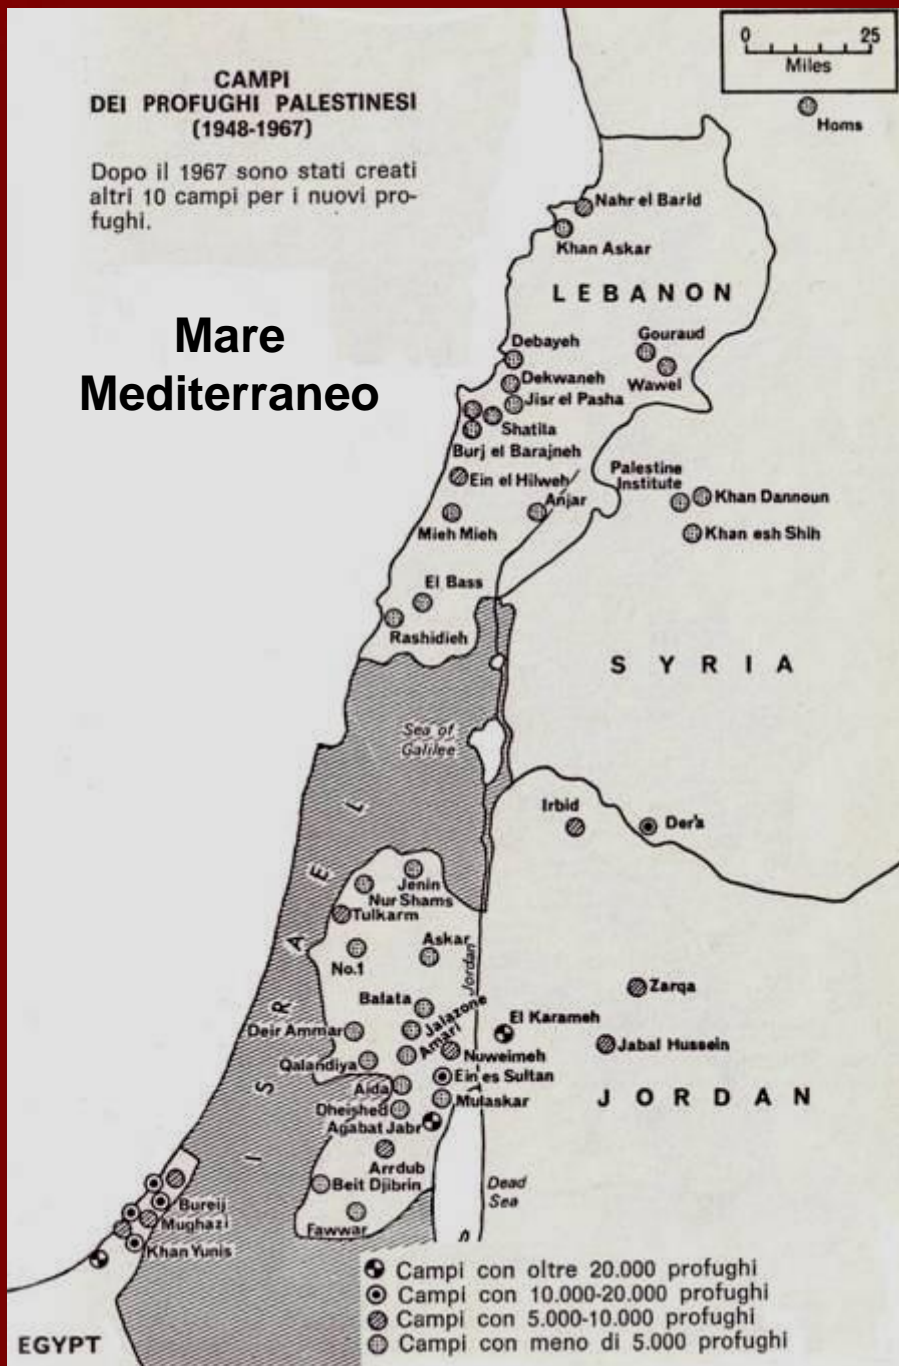 0 25
Miles
CAMPI
DEI PROFUGHI PALESTINESI
(1948-1967)
Dopo il 1967 sono stati creati
altri 10 campi per i nuovi pro-
fughi.
Homs
Nahr el Barid
Khan Askar
LEBANON
Mare
Mediterraneo
Debayeh
Gouraud
Dekwaneh
Wawel
Jisr el Pasha
Shatila
Burj el Barajneh
Ein el Hilweh
Palestine
Institute
Khan Dannoun
Anjar
Mieh Mieh
Khan esh Shih
El Bass
Rashidieh
SYRIA
Sea of
Galilee
Irbid
Der'a
ISRAEL
Jenin
Nur Shams
Tulkarm
Askar
No.1
Jordan
Zarqa
Balata
Jalazone
El Karameh
Deir Ammar
Amari
Jabal Hussein
Nuweimeh
Qalandiya
Ein es Sultan
Aida
Mulaskar
JORDAN
Dheished
Agabat Jabr
Arrdub
Beit Djibrin
Dead
Sea
Bureij
Mughazi
Fawwar
Khan Yunis
Campi con oltre 20.000 profughi
Campi con 10.000-20.000 profughi
Campi con 5.000-10.000 profughi
Campi con meno di 5.000 profughi
EGYPT